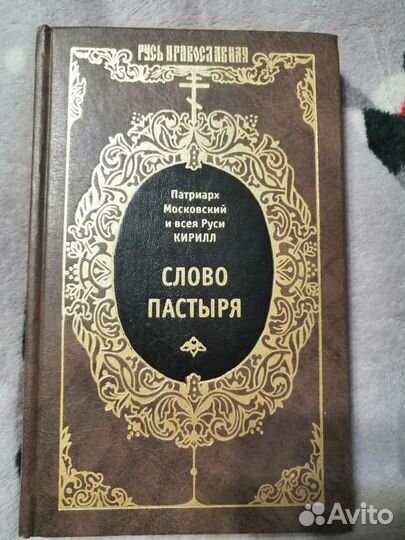 РУСЬ ПРАВОСЛАВНАЯ
Патриарх
Московский
и всея Руси
КИРИЛЛ
СЛОВО
ПАСТЫРЯ
Avito